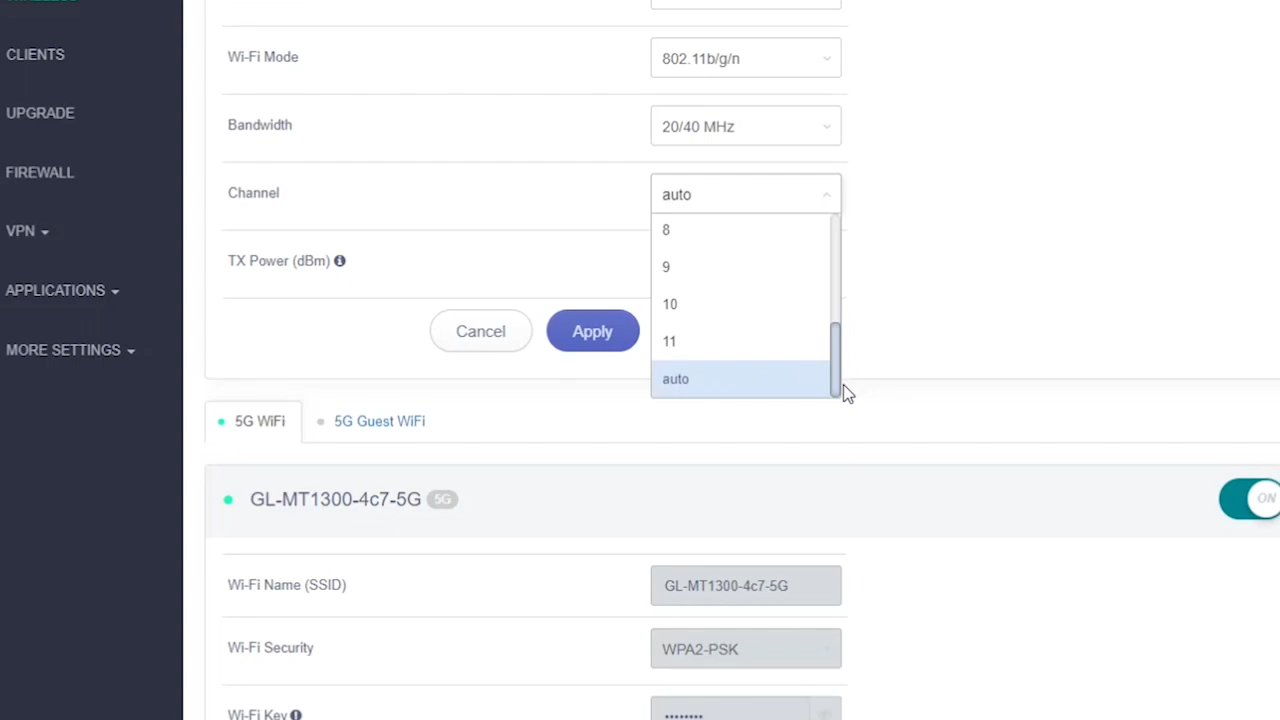 CLIENTS
UPGRADE
FIREWALL
VPN
APPLICATIONS
MORE SETTINGS
Wi-Fi Mode
802.11b/g/n
Bandwidth
20/40 MHz
Channel
auto
8
9
10
11
auto
TX Power (dBm)
Cancel
Apply
5G WiFi
5G Guest WiFi
GL-MT1300-4c7-5G 5G
ON
Wi-Fi Name (SSID)
GL-MT1300-4c7-5G
Wi-Fi Security
WPA2-PSK
Wi-Fi Key
••••••••